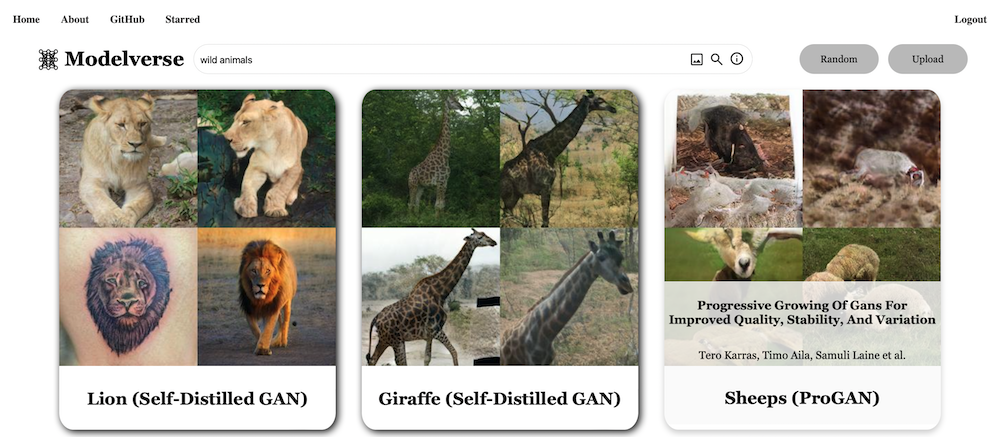 Home About GitHub Starred Logout
Modelverse wild animals Random Upload
Progressive Growing Of Gans For
Improved Quality, Stability, And Variation
Tero Karras, Timo Aila, Samuli Laine et al.
Lion (Self-Distilled GAN) Giraffe (Self-Distilled GAN) Sheeps (ProGAN)